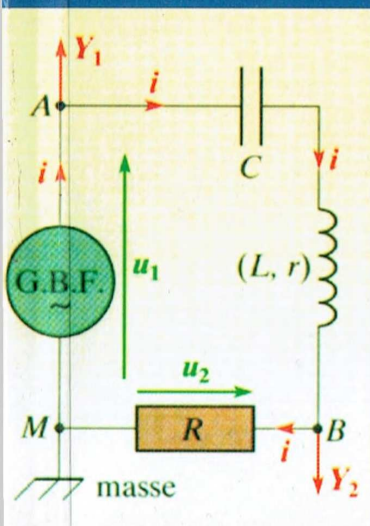 Y₁
A
i
C
i
i
G.B.F.
~
u₁
(L, r)
u₂
M
R
B
i
Y₂
masse